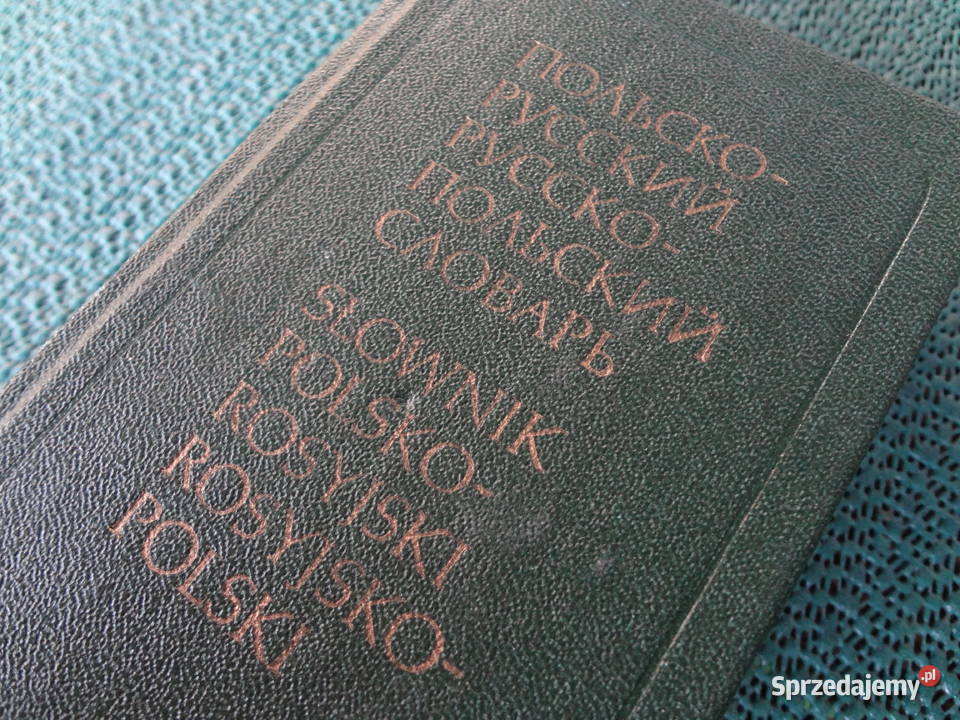 ПОЛЬСКО-
РУССКИЙ
РУССКО-
ПОЛЬСКИЙ
СЛОВАРЬ
SŁOWNIK
POLSKO-
ROSYJSKI
ROSYJSKO-
POLSKI
Sprzedajemy.pl